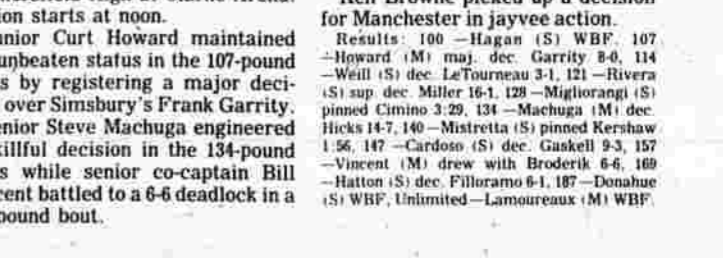 ion starts at noon.
unior Curt Howard maintained
unbeaten status in the 107-pound
s by registering a major deci-
over Simsbury's Frank Garrity.
enior Steve Machuga engineered
killful decision in the 134-pound
s while senior co-captain Bill
cent battled to a 6-6 deadlock in a
pound bout.
Ken Browne picked up a decision
for Manchester in jayvee action.
Results: 100 —Hagan (S) WBF, 107
—Howard (M) maj. dec. Garrity 8-0, 114
—Weill (S) dec. LeTourneau 3-1, 121 —Rivera
(S) sup. dec. Miller 16-1, 128 —Migliorangi (S)
pinned Cimino 3:29, 134 —Machuga (M) dec.
Hicks 14-7, 140 —Mistretta (S) pinned Kershaw
1:56, 147 —Cardoso (S) dec. Gaskell 9-3, 157
—Vincent (M) drew with Broderik 6-6, 169
—Hatton (S) dec. Filloramo 6-1, 187—Donahue
(S) WBF, Unlimited—Lamoureaux (M) WBF.